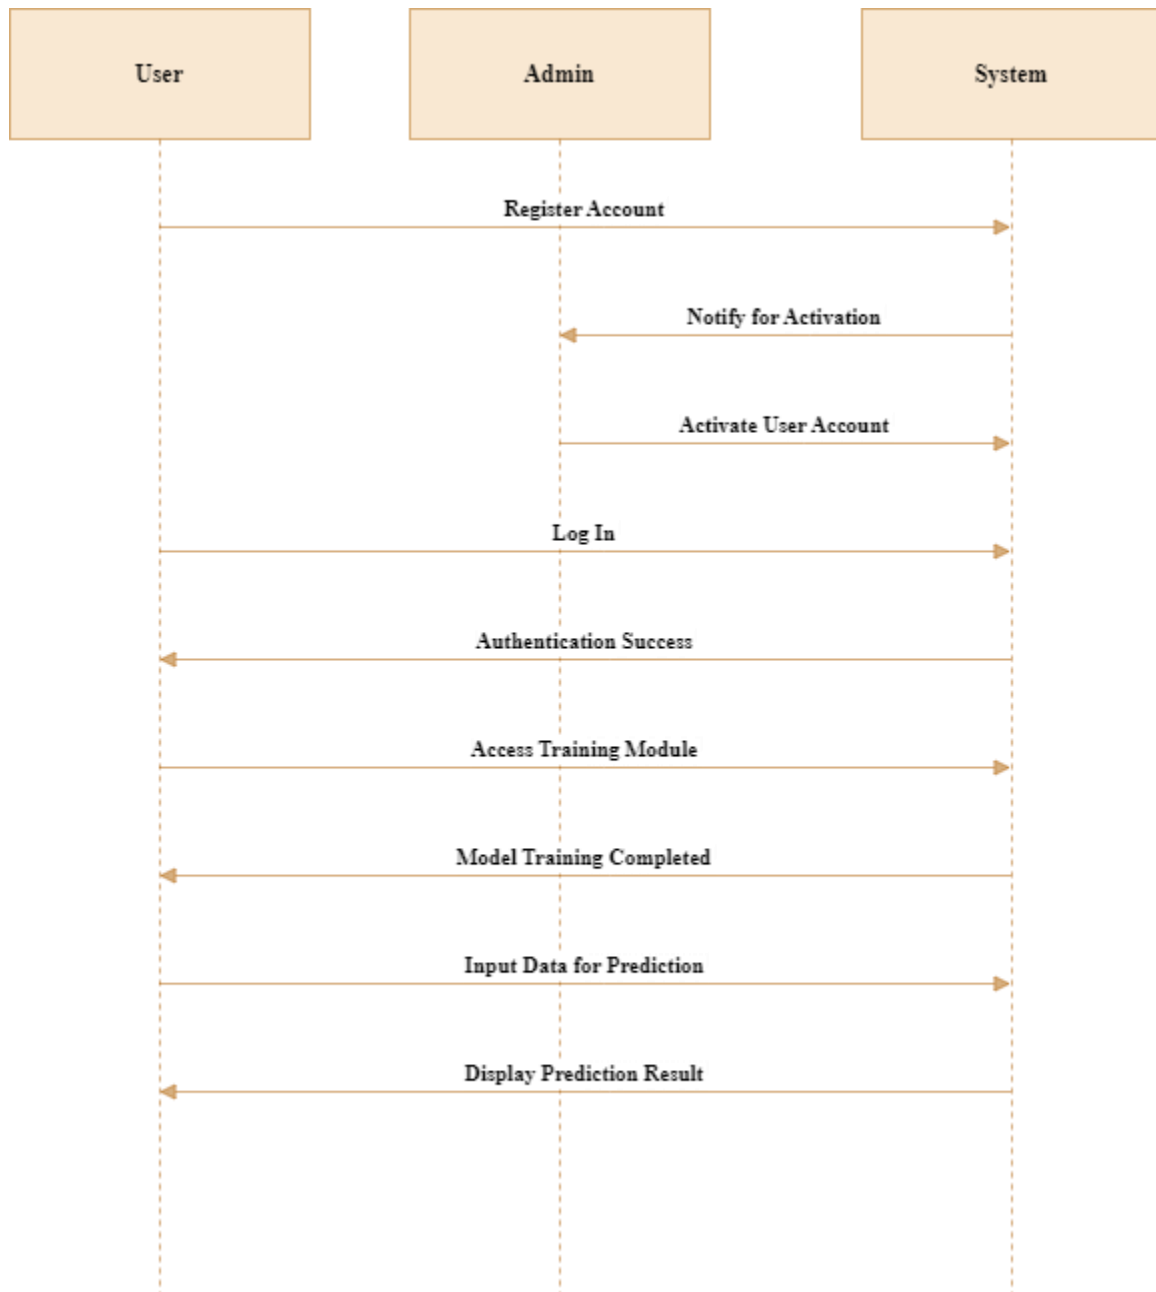 User
Admin
System
Register Account
Notify for Activation
Activate User Account
Log In
Authentication Success
Access Training Module
Model Training Completed
Input Data for Prediction
Display Prediction Result